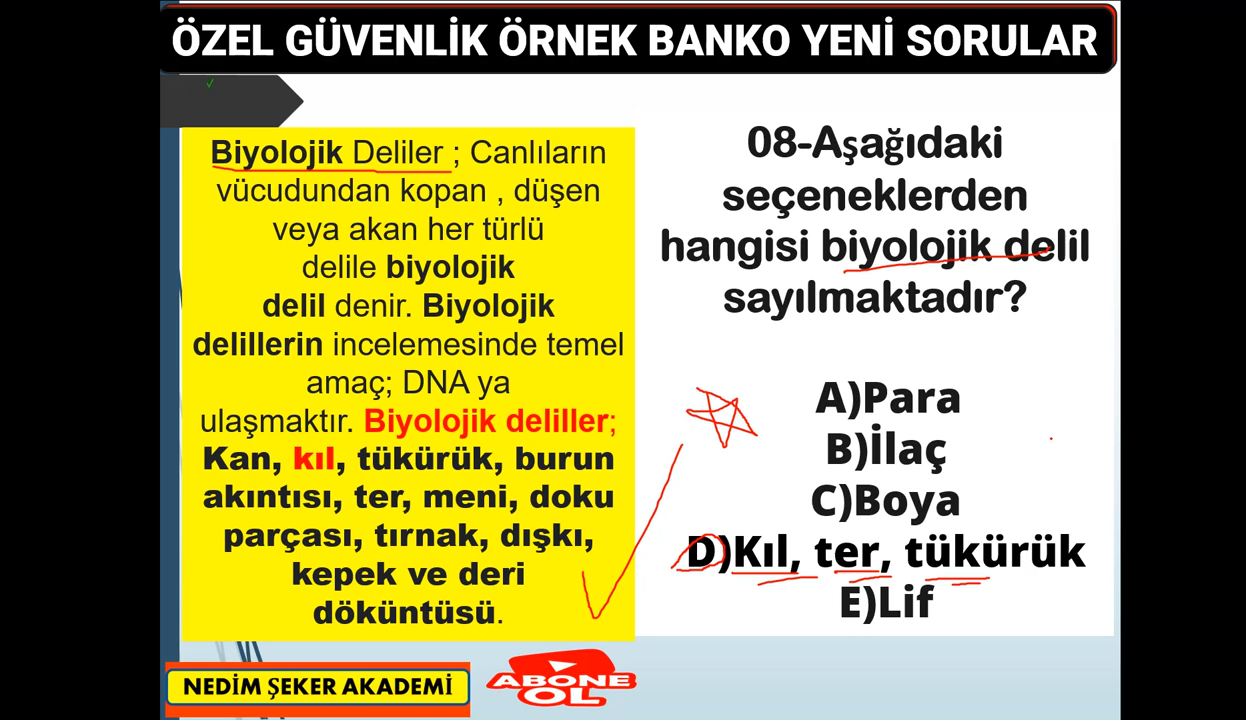 ÖZEL GÜVENLİK ÖRNEK BANKO YENİ SORULAR
Biyolojik Deliler ; Canlıların
vücudundan kopan , düşen
veya akan her türlü
delile biyolojik
delil denir. Biyolojik
delillerin incelemesinde temel
amaç; DNA ya
ulaşmaktır. Biyolojik deliller;
Kan, kıl, tükürük, burun
akıntısı, ter, meni, doku
parçası, tırnak, dışkı,
kepek ve deri
döküntüsü.
08-Aşağıdaki
seçeneklerden
hangisi biyolojik delil
sayılmaktadır?
A)Para
B)İlaç
C)Boya
D)Kıl, ter, tükürük
E)Lif
NEDİM ŞEKER AKADEMİ
ABONE
OL